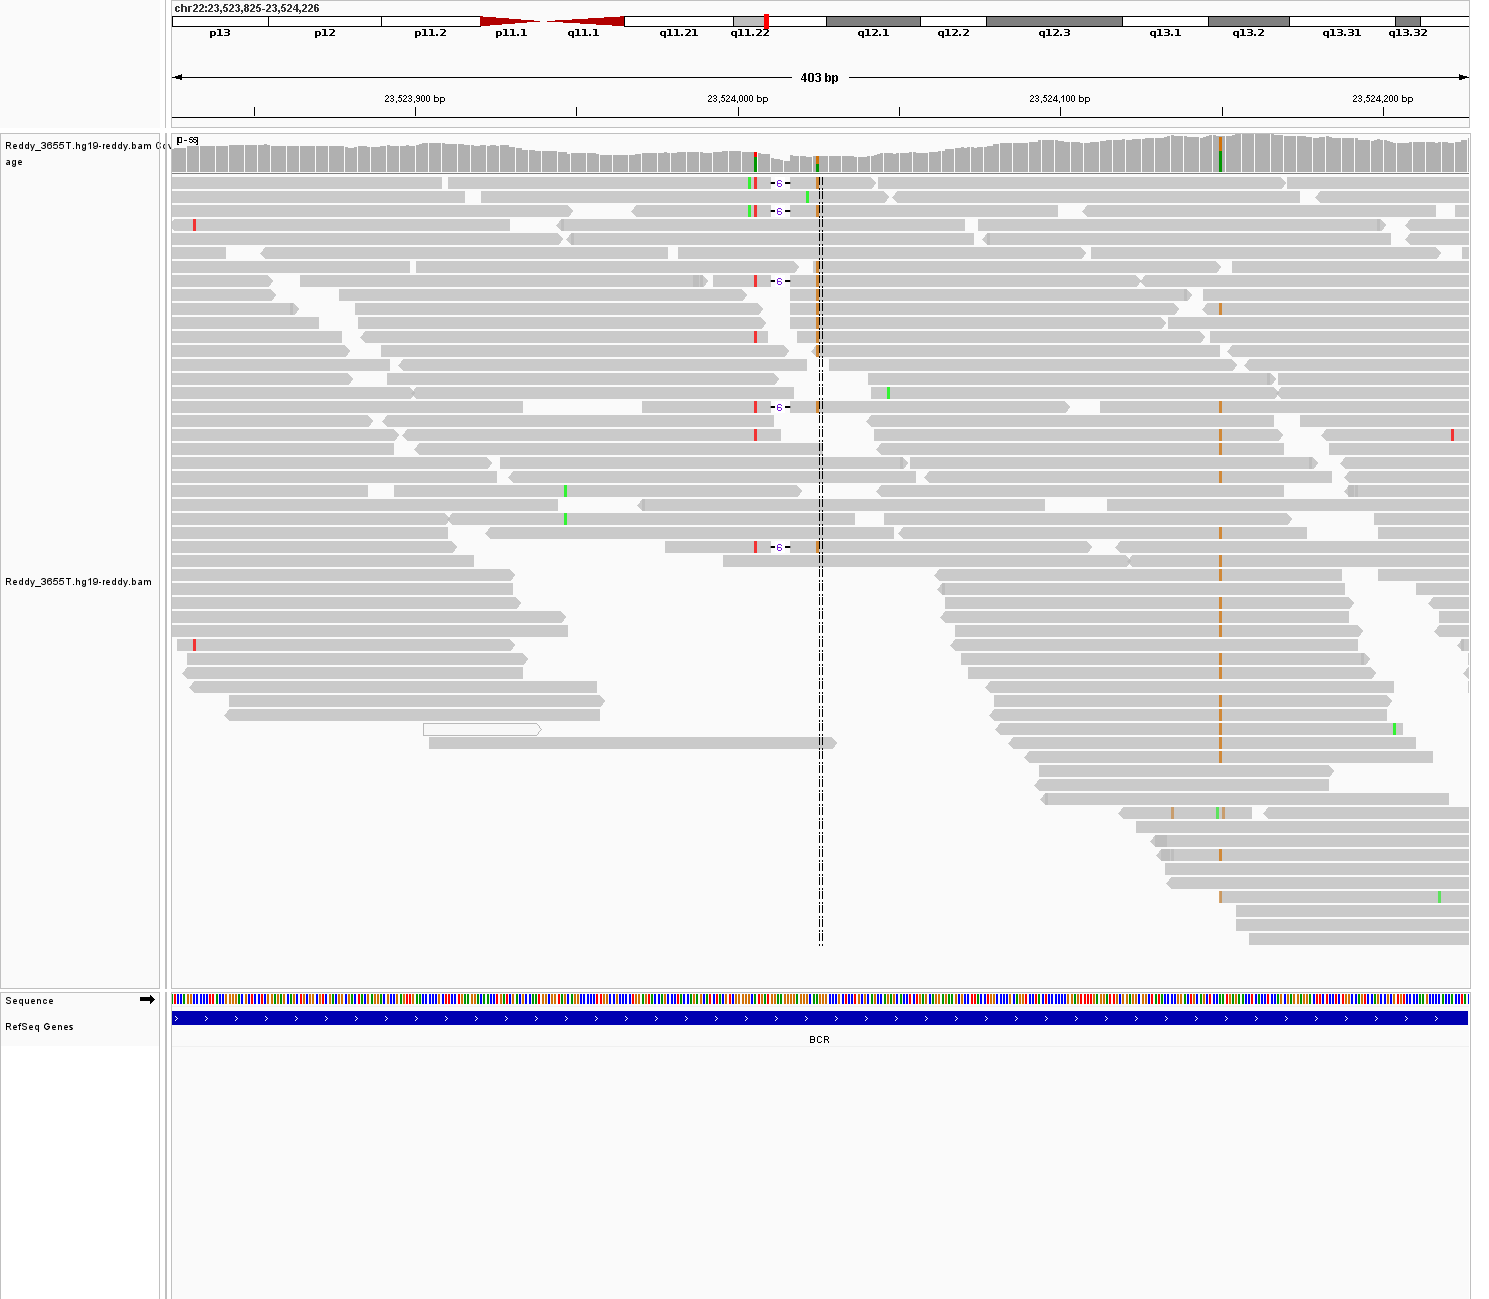 chr22:23,523,825-23,524,226
p13 p12 p11.2 p11.1 q11.1 q11.21 q11.22 q12.1 q12.2 q12.3 q13.1 q13.2 q13.31 q13.32
403 bp
23,523,900 bp 23,524,000 bp 23,524,100 bp 23,524,200 bp
Reddy_3655T.hg19-reddy.bam Cov
age
6
6
6
6
6
Reddy_3655T.hg19-reddy.bam
Sequence
RefSeq Genes
BCR